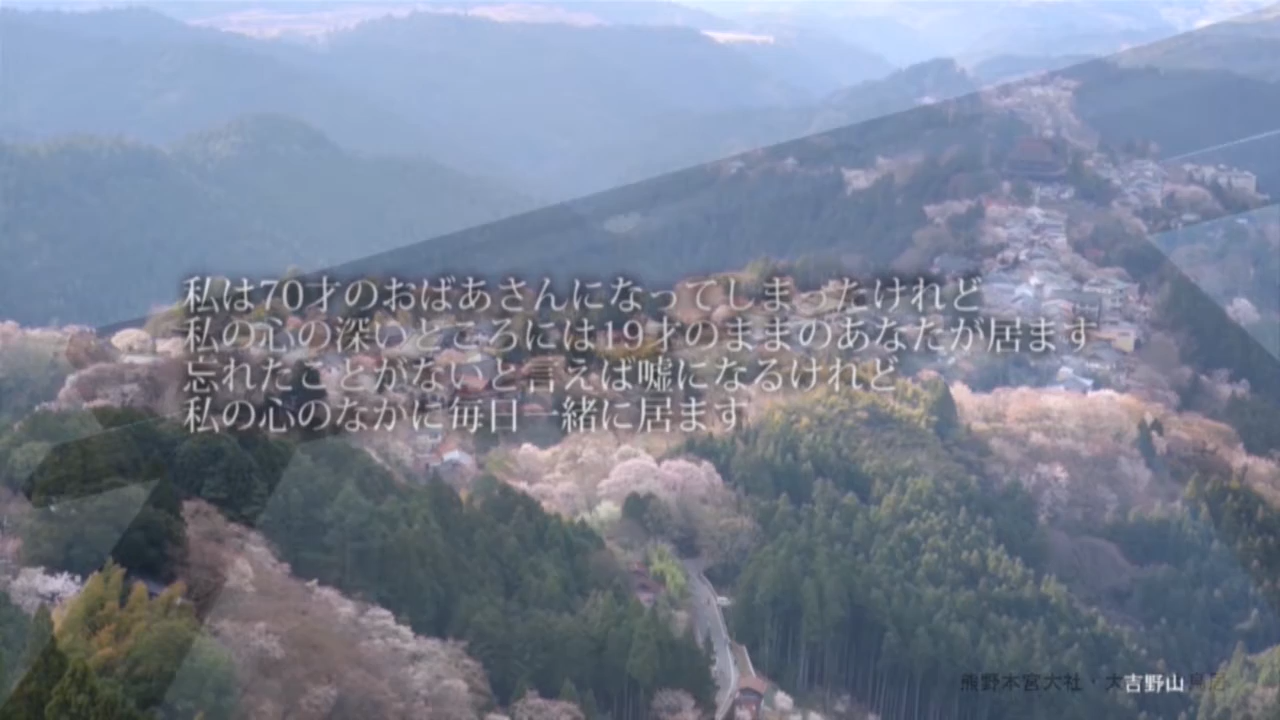 私は70才のおばあさんになってしまったけれど
私の心の深いところには19才のままのあなたが居ます
忘れたことがないと言えば嘘になるけれど
私の心のなかに毎日一緒に居ます
熊野本宮大社・大
吉野山